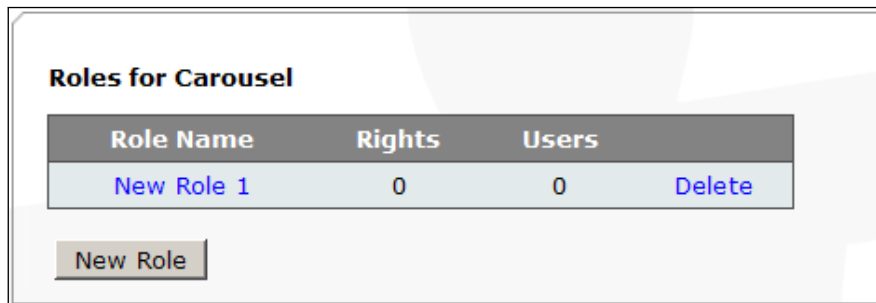 Roles for Carousel
Role Name Rights Users
New Role 1 0 0 Delete
New Role